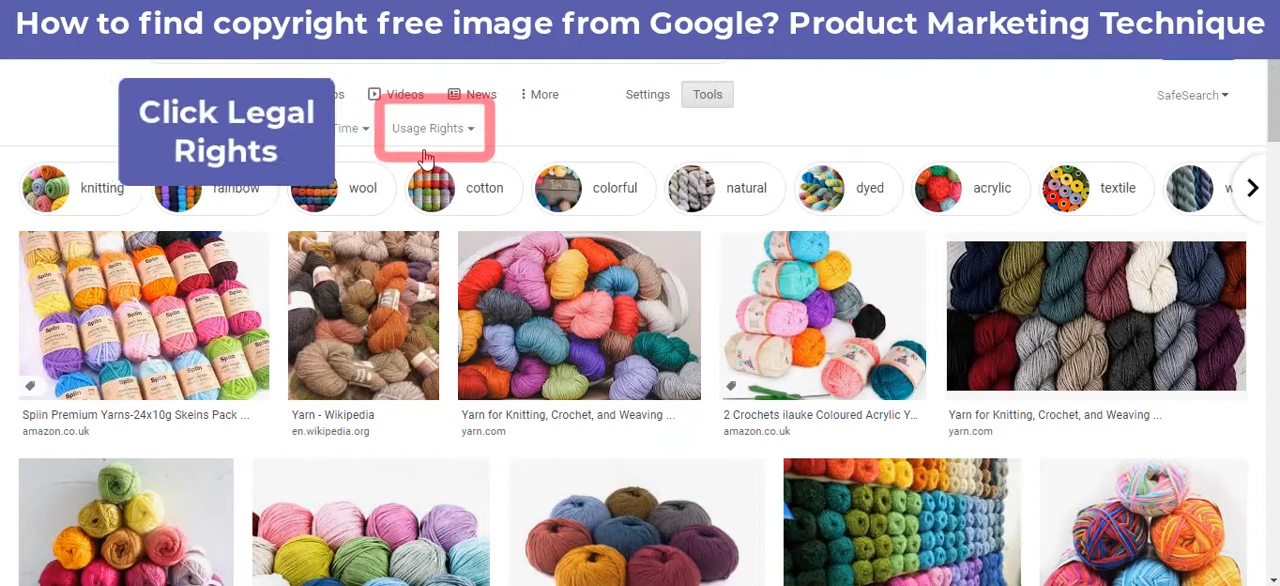 How to find copyright free image from Google? Product Marketing Technique
Click Legal
Rights
Videos News More Settings Tools SafeSearch
Time Usage Rights
knitting rainbow wool cotton colorful natural dyed acrylic textile
Spiin Premium Yarns-24x10g Skeins Pack ...
amazon.co.uk
Yarn - Wikipedia
en.wikipedia.org
Yarn for Knitting, Crochet, and Weaving ...
yarn.com
2 Crochets ilauke Coloured Acrylic Y...
amazon.co.uk
Yarn for Knitting, Crochet, and Weaving ...
yarn.com